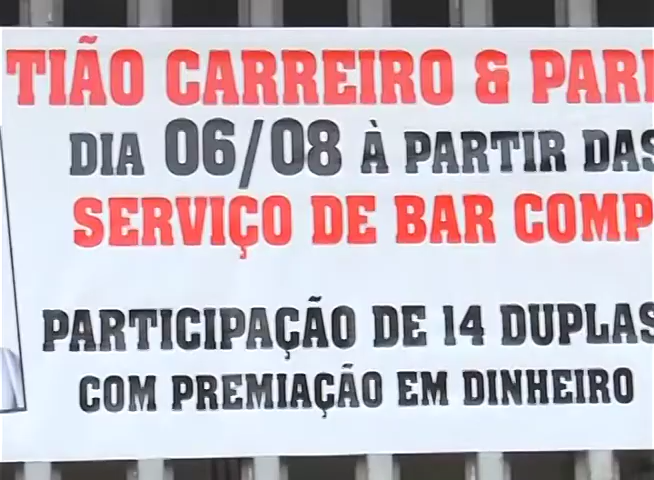 TIÃO CARREIRO & PAR
DIA 06/08 À PARTIR DAS
SERVIÇO DE BAR COMP
PARTICIPAÇÃO DE 14 DUPLAS
COM PREMIAÇÃO EM DINHEIRO